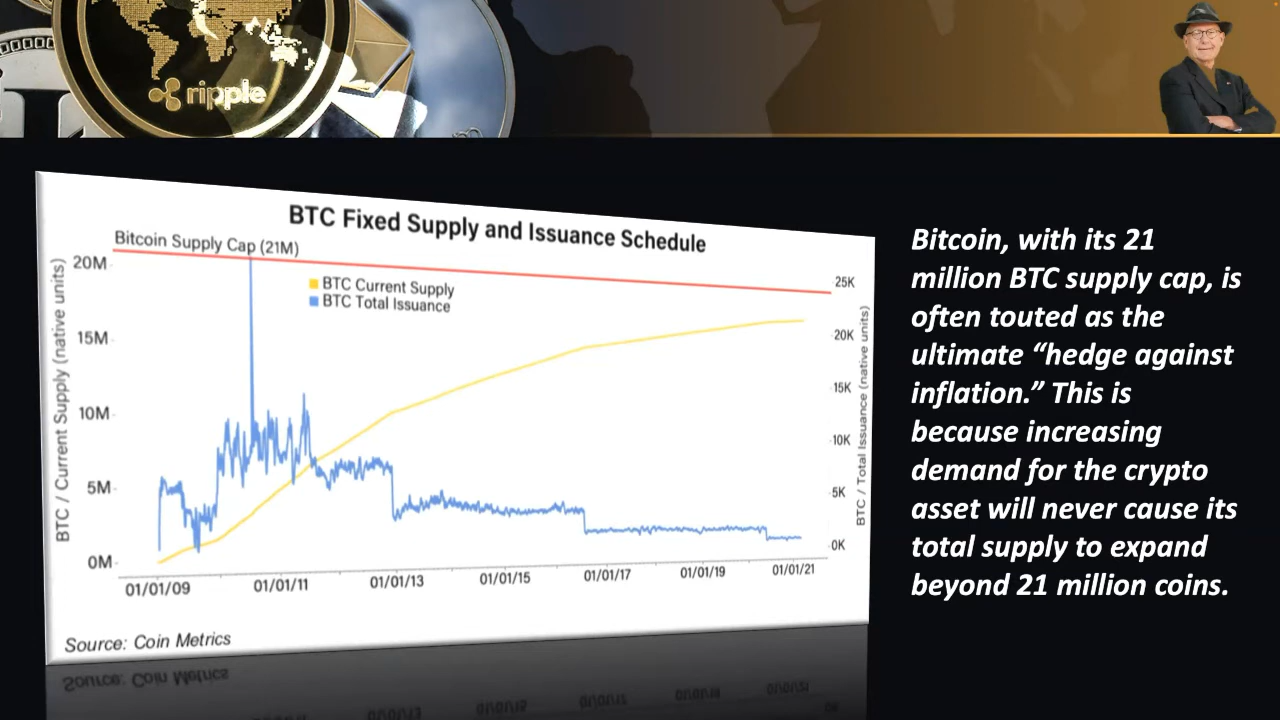 ripple
BTC Fixed Supply and Issuance Schedule
Bitcoin Supply Cap (21M)
BTC Current Supply
BTC Total Issuance
BTC / Current Supply (native units)
20M
15M
10M
5M
0M
25K
20K
15K
10K
5K
0K
BTC / Total Issuance (native units)
01/01/09 01/01/11 01/01/13 01/01/15 01/01/17 01/01/19 01/01/21
Source: Coin Metrics
Bitcoin, with its 21
million BTC supply cap, is
often touted as the
ultimate “hedge against
inflation.” This is
because increasing
demand for the crypto
asset will never cause its
total supply to expand
beyond 21 million coins.